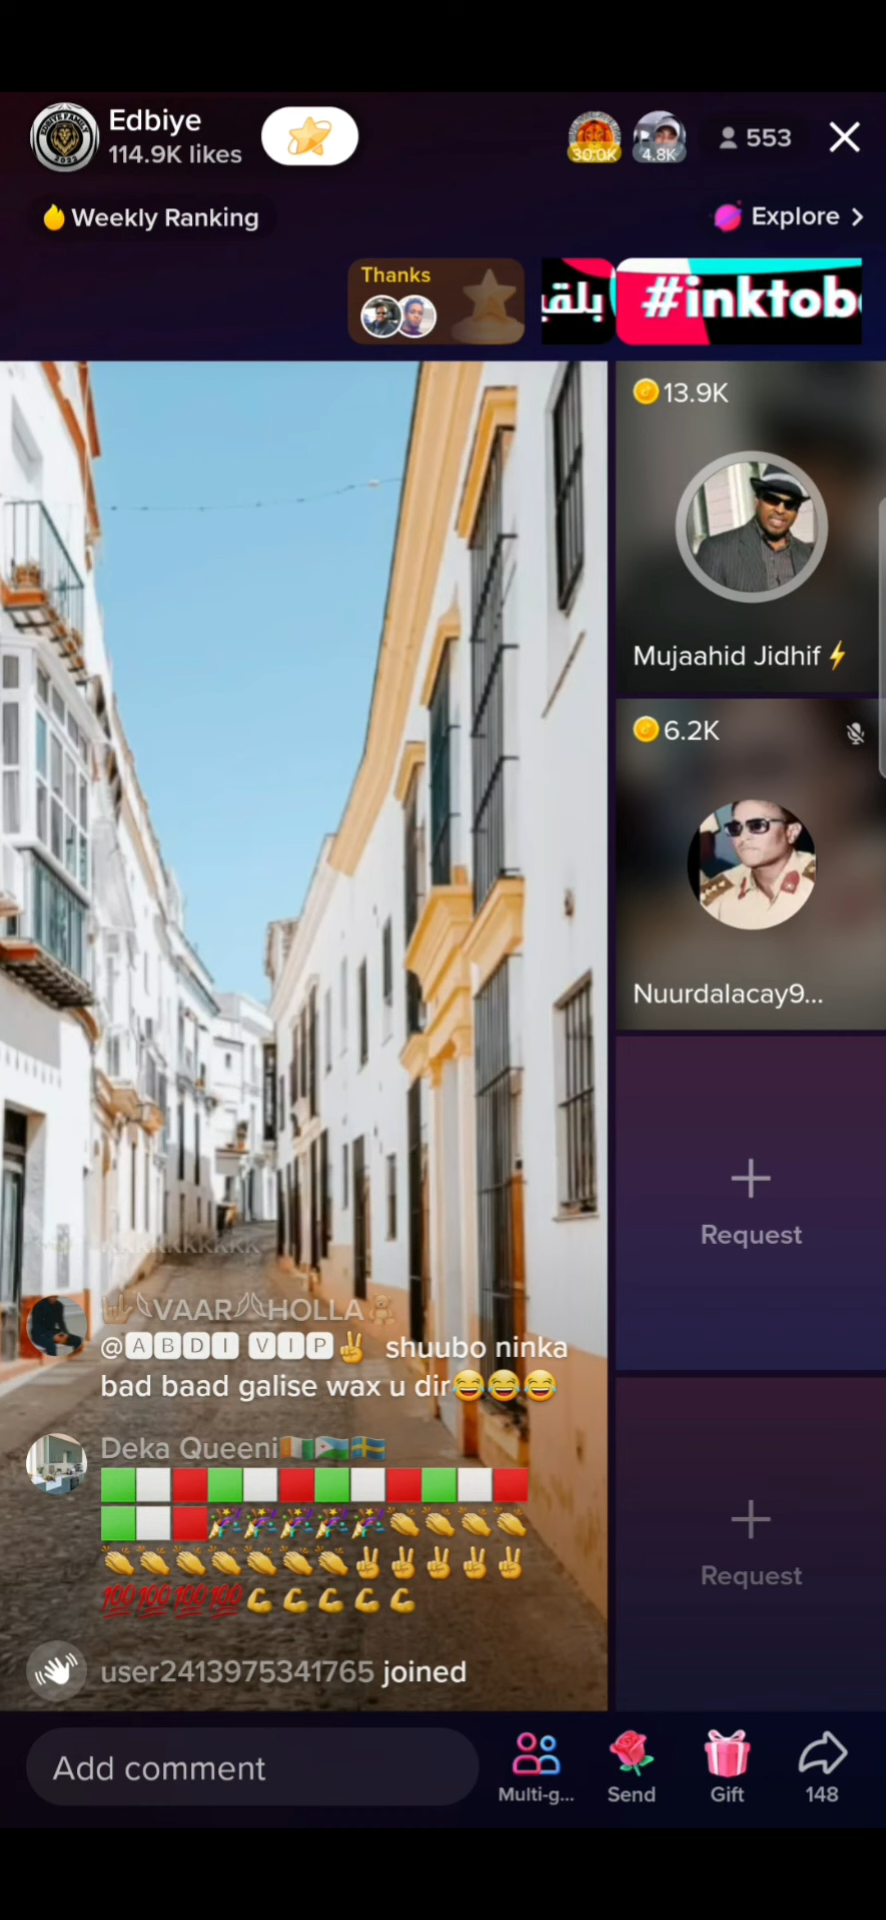 Edbiye
114.9K likes
30.0K
4.8K
553
Weekly Ranking
Explore >
Thanks
#inktob
13.9K
Mujaahid Jidhif⚡
6.2K
Nuurdalacay9...
Request
VAAR HOLLA
@ABDI VIP✌ shuubo ninka
bad baad galise wax u dir😂😂😂
Deka Queeni🇮🇪🇩🇯🇸🇪
🟩⬜🟥🟩⬜🟥🟩⬜🟥🟩⬜🟥
🟩⬜🟥🎉🎉🎉🎉🎉👏👏👏👏
👏👏👏👏👏👏👏✌✌✌✌✌
💯💯💯💯💪💪💪💪💪
user2413975341765 joined
Request
Add comment
Multi-g...
Send
Gift
148